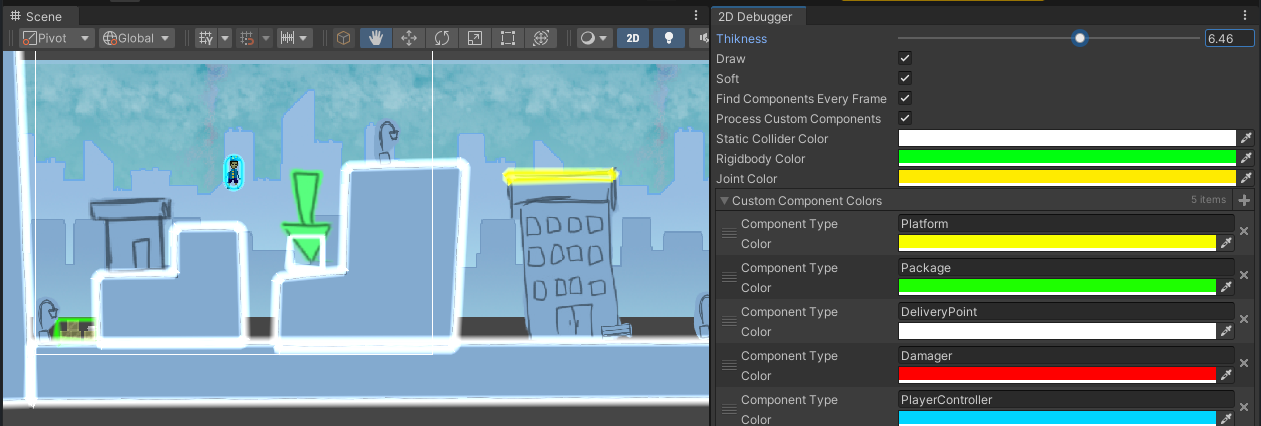 Scene
Pivot
Global
2D
2D Debugger
Thikness
6.46
Draw
Soft
Find Components Every Frame
Process Custom Components
Static Collider Color
Rigidbody Color
Joint Color
Custom Component Colors
5 items
Component Type
Platform
Color
Component Type
Package
Color
Component Type
DeliveryPoint
Color
Component Type
Damager
Color
Component Type
PlayerController
Color